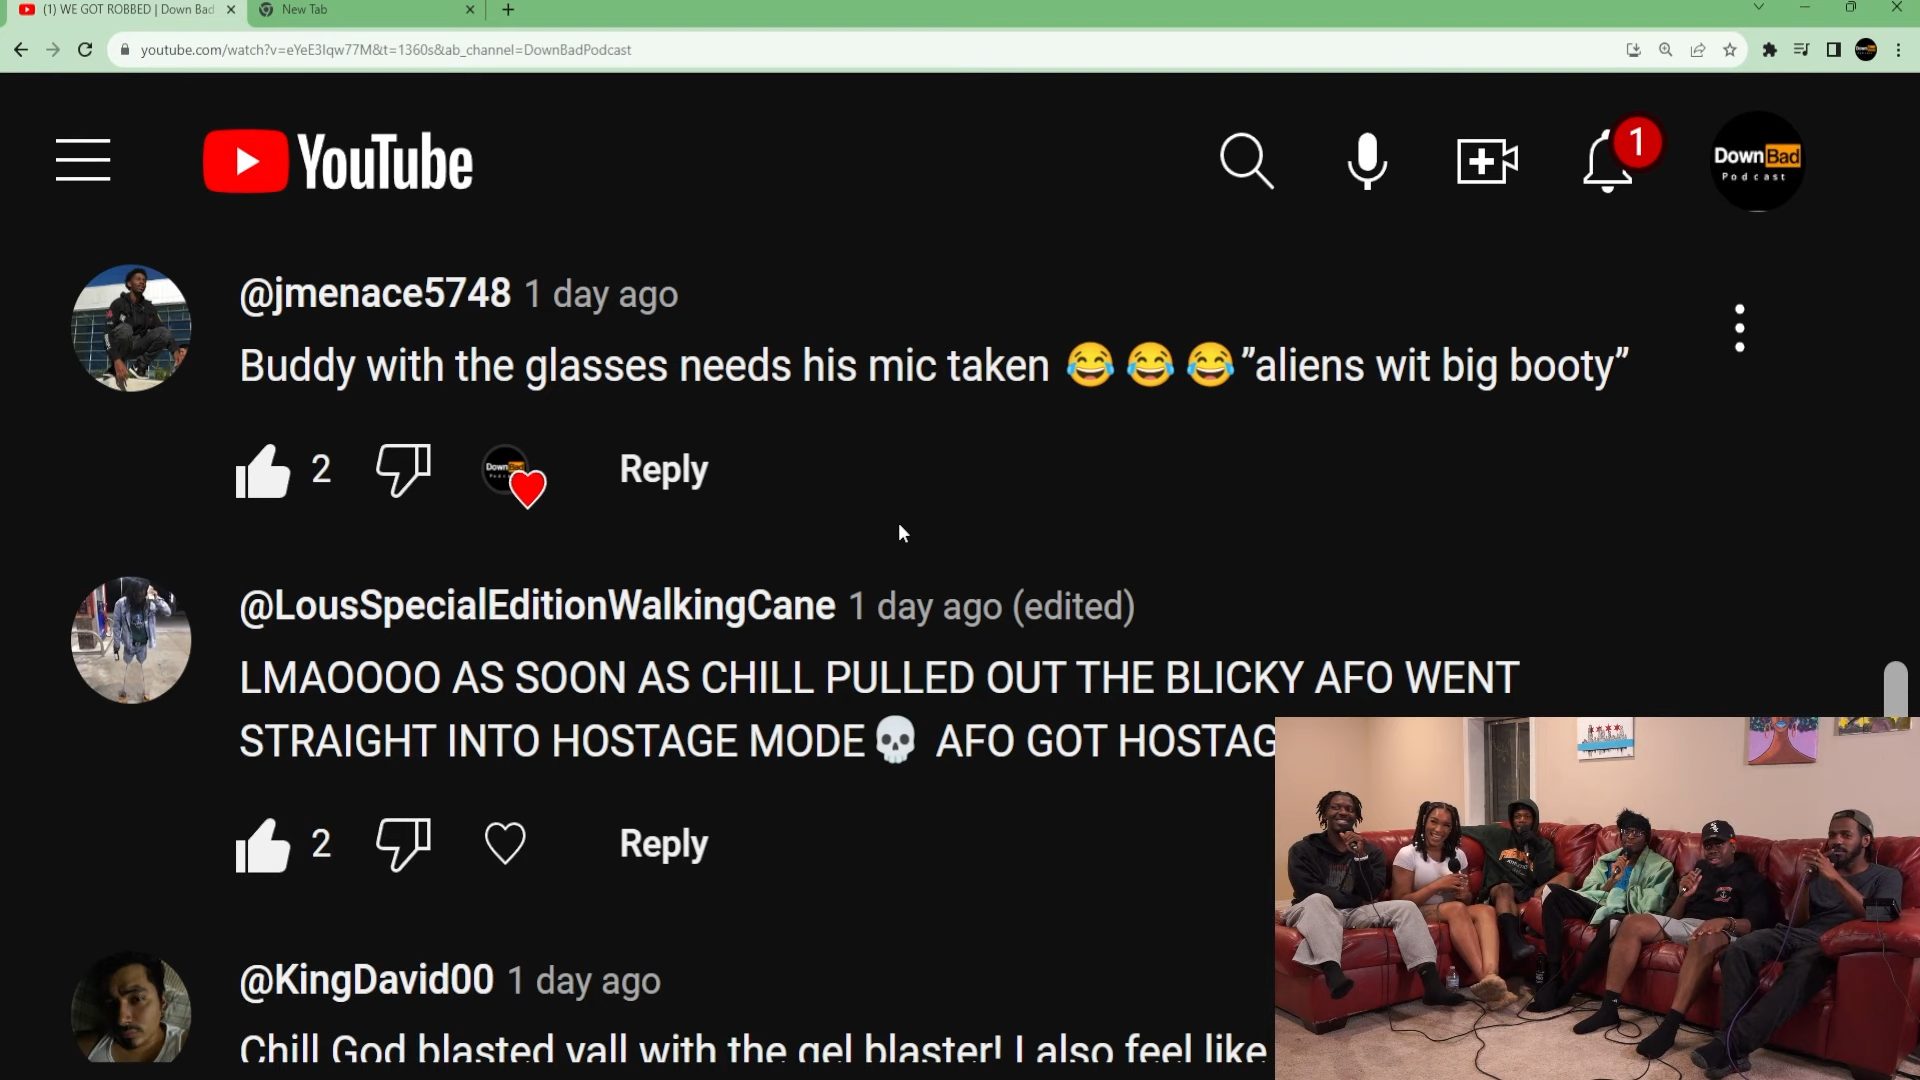 (1) WE GOT ROBBED | Down Bad
New Tab
youtube.com/watch?v=eYeE3Iqw77M&t=1360s&ab_channel=DownBadPodcast
YouTube
1
DownBad
Podcast
@jmenace5748 1 day ago
Buddy with the glasses needs his mic taken 😂😂😂”aliens wit big booty”
2 Reply
@LousSpecialEditionWalkingCane 1 day ago (edited)
LMAOOOO AS SOON AS CHILL PULLED OUT THE BLICKY AFO WENT
STRAIGHT INTO HOSTAGE MODE💀 AFO GOT HOSTAG
2 Reply
@KingDavid00 1 day ago
Chill God blasted yall with the gel blaster! I also feel like